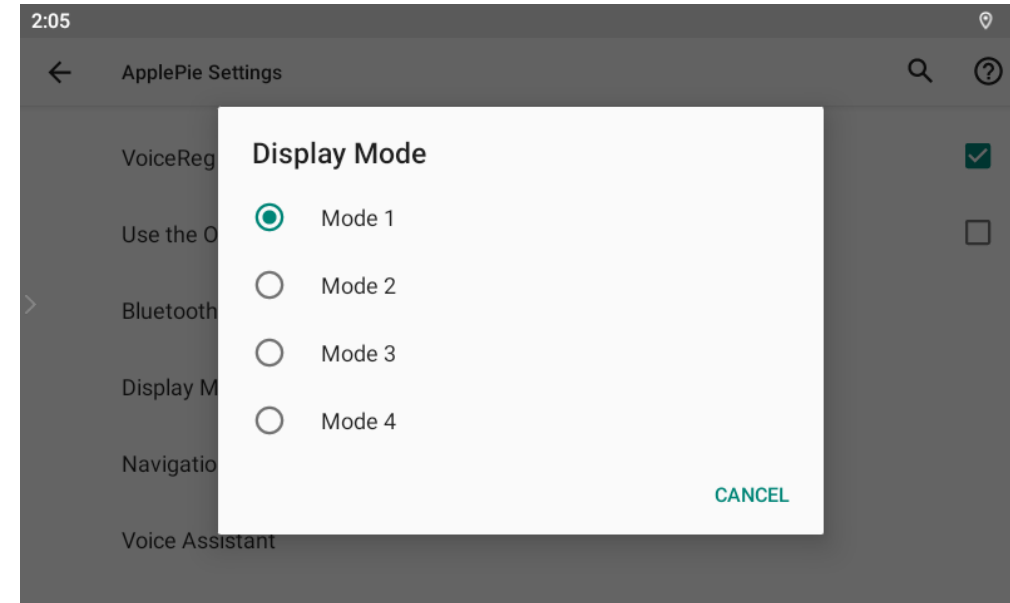 2:05
ApplePie Settings
VoiceReg
Display Mode
Mode 1
Use the O
Mode 2
Bluetooth
Mode 3
Display M
Mode 4
Navigatio
CANCEL
Voice Assistant